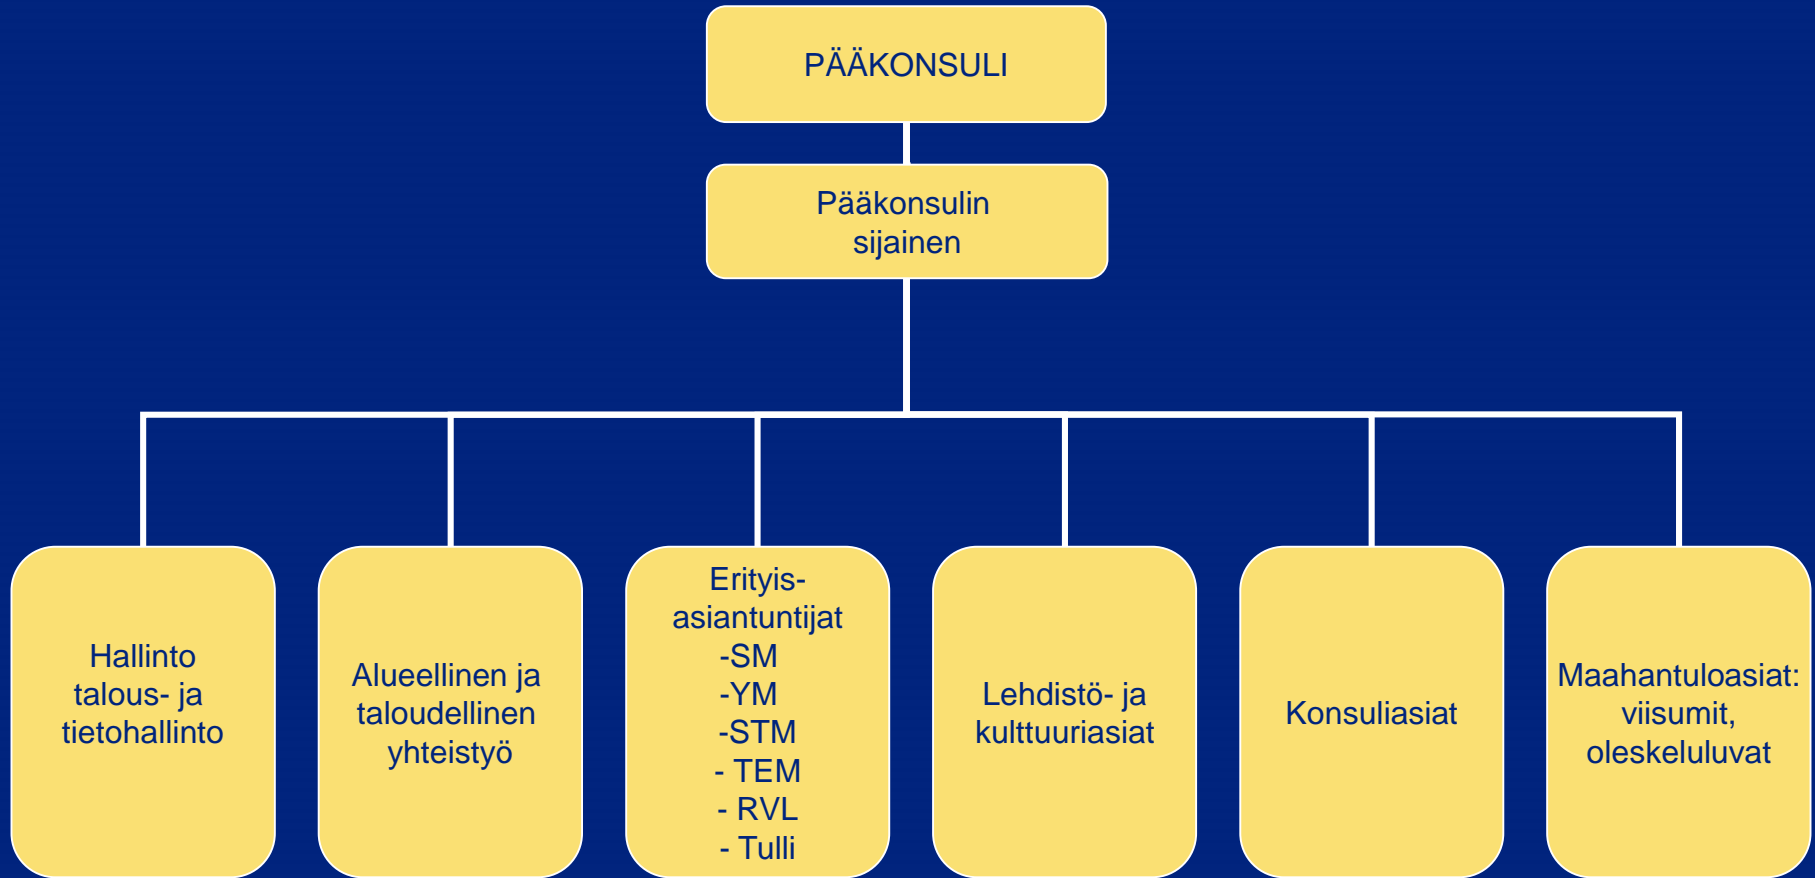 PÄÄKONSULI
Pääkonsulin
sijainen
Hallinto
talous- ja
tietohallinto
Alueellinen ja
taloudellinen
yhteistyö
Erityis-
asiantuntijat
-SM
-YM
-STM
- TEM
- RVL
- Tulli
Lehdistö- ja
kulttuuriasiat
Konsuliasiat
Maahantuloasiat:
viisumit,
oleskeluluvat